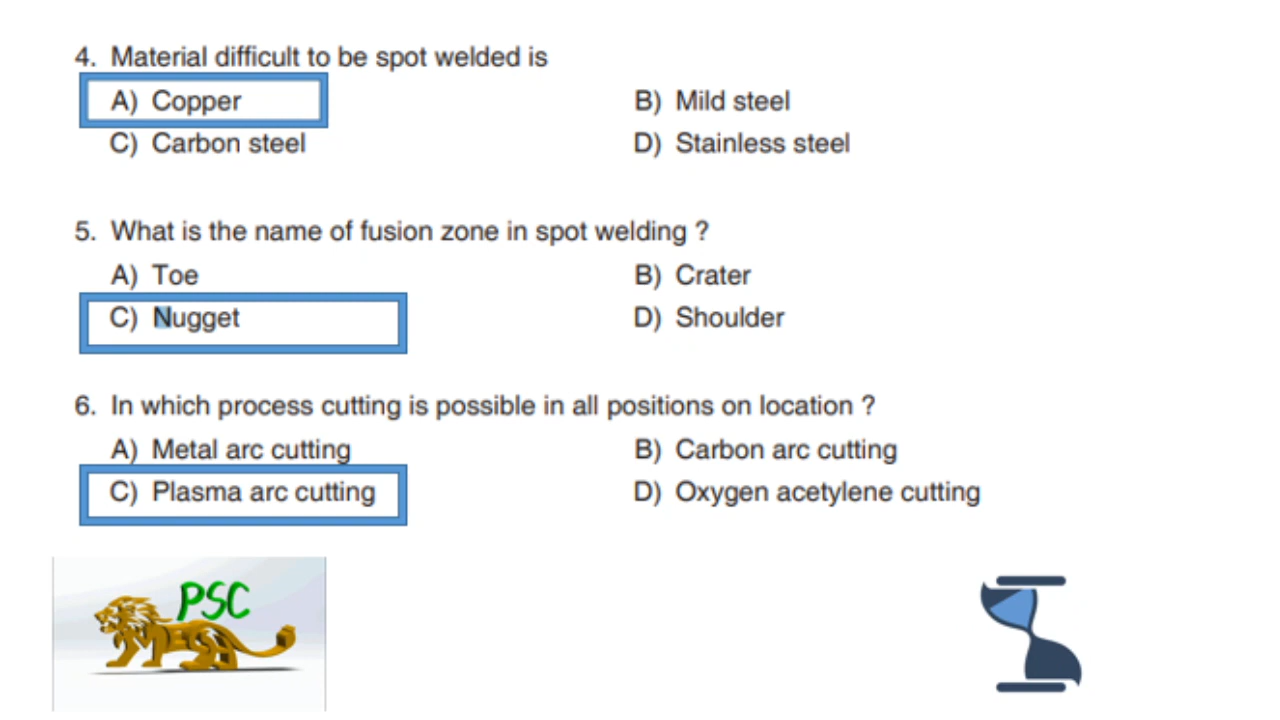 4. Material difficult to be spot welded is
A) Copper
B) Mild steel
C) Carbon steel
D) Stainless steel
5. What is the name of fusion zone in spot welding ?
A) Toe
B) Crater
C) Nugget
D) Shoulder
6. In which process cutting is possible in all positions on location ?
A) Metal arc cutting
B) Carbon arc cutting
C) Plasma arc cutting
D) Oxygen acetylene cutting
PSC